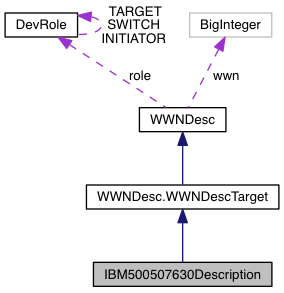 TARGET
SWITCH
INITIATOR
DevRole
BigInteger
role
wwn
WWNDesc
WWNDesc.WWNDescTarget
IBM500507630Description